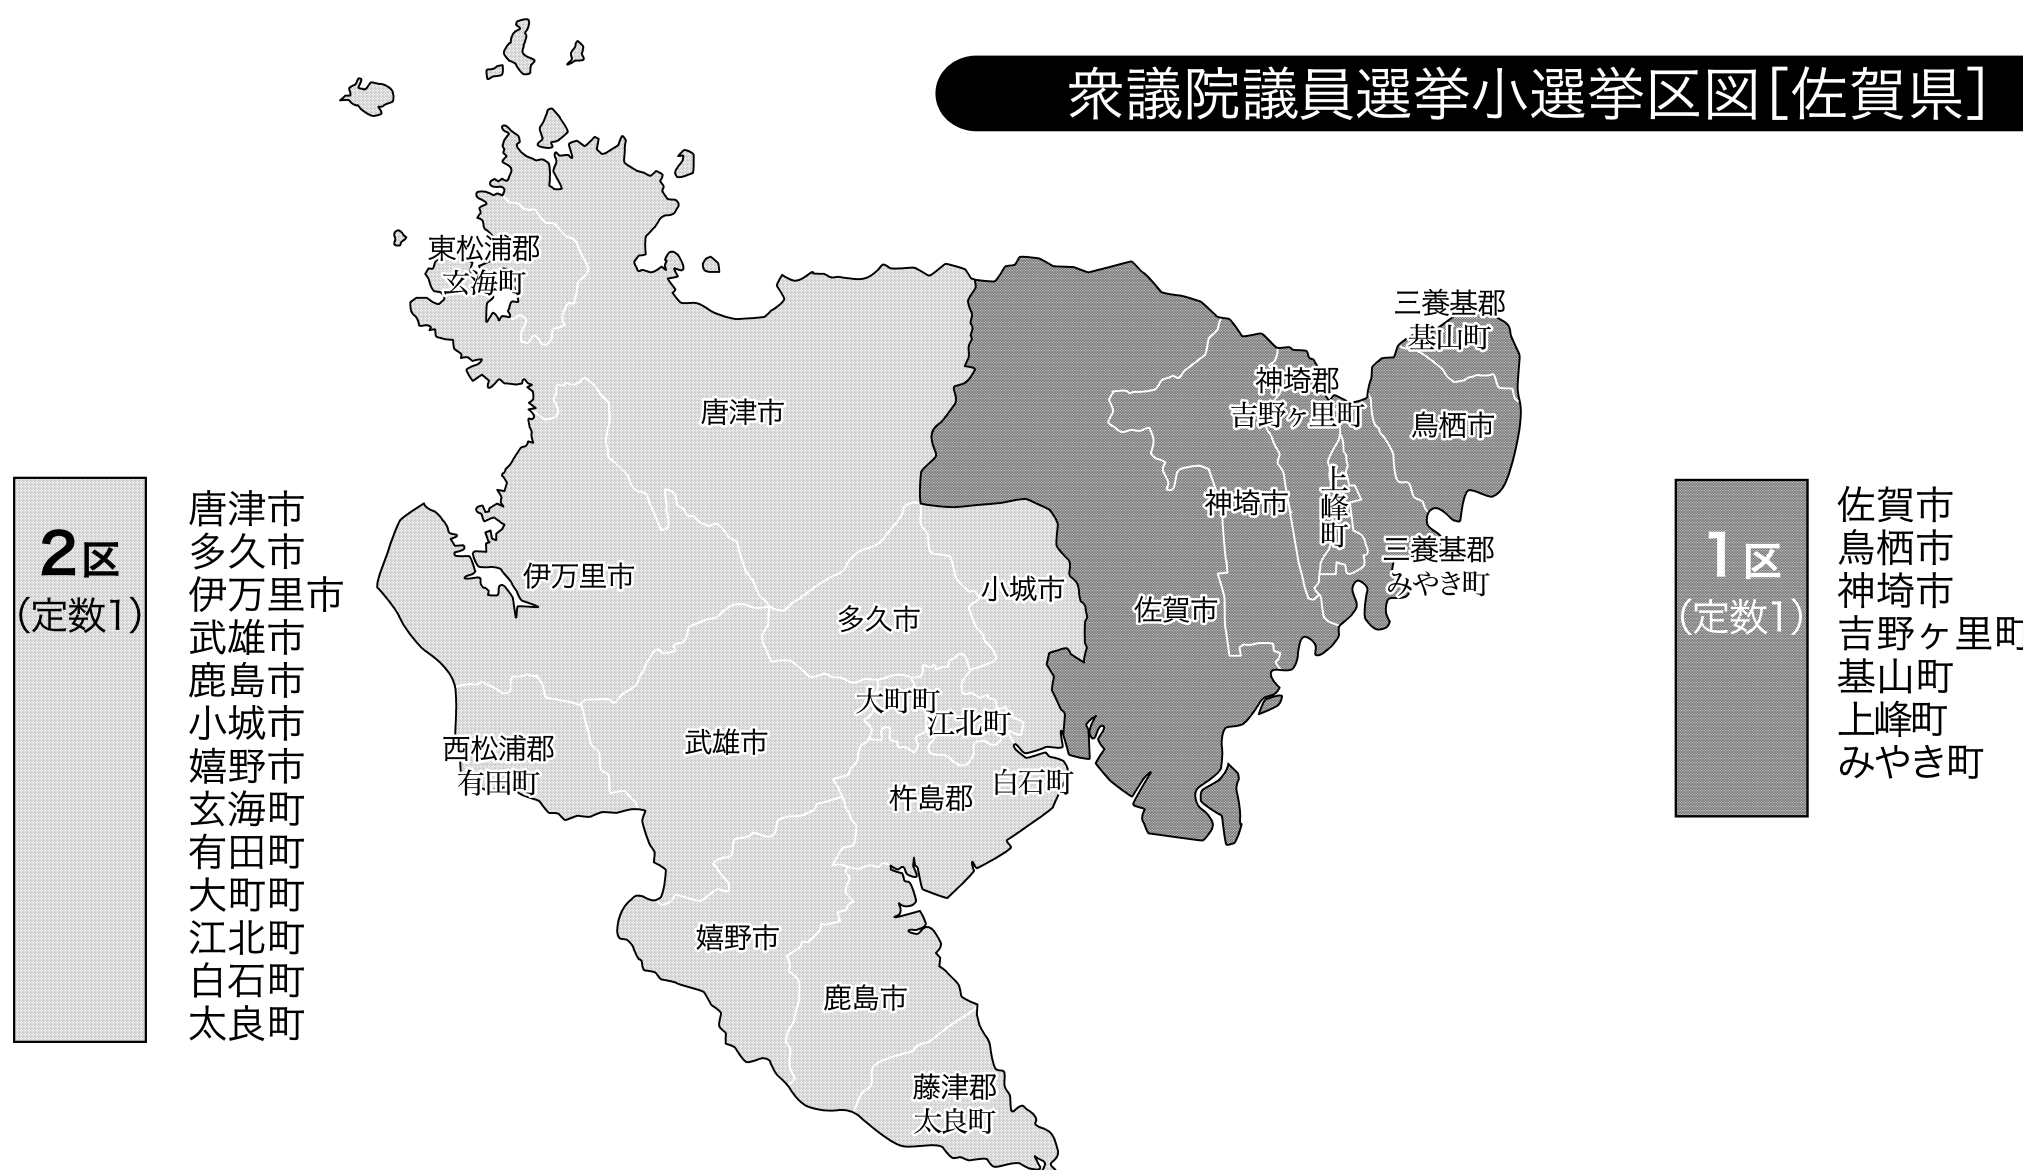 衆議院議員選挙小選挙区図[佐賀県]
東松浦郡
玄海町
唐津市
伊万里市
多久市
小城市
大町町
江北町
白石町
杵島郡
武雄市
西松浦郡
有田町
嬉野市
鹿島市
藤津郡
太良町
三養基郡
基山町
神埼郡
吉野ヶ里町
鳥栖市
上峰町
神埼市
三養基郡
みやき町
佐賀市
2区
(定数1)
唐津市
多久市
伊万里市
武雄市
鹿島市
小城市
嬉野市
玄海町
有田町
大町町
江北町
白石町
太良町
1区
(定数1)
佐賀市
鳥栖市
神埼市
吉野ヶ里町
基山町
上峰町
みやき町